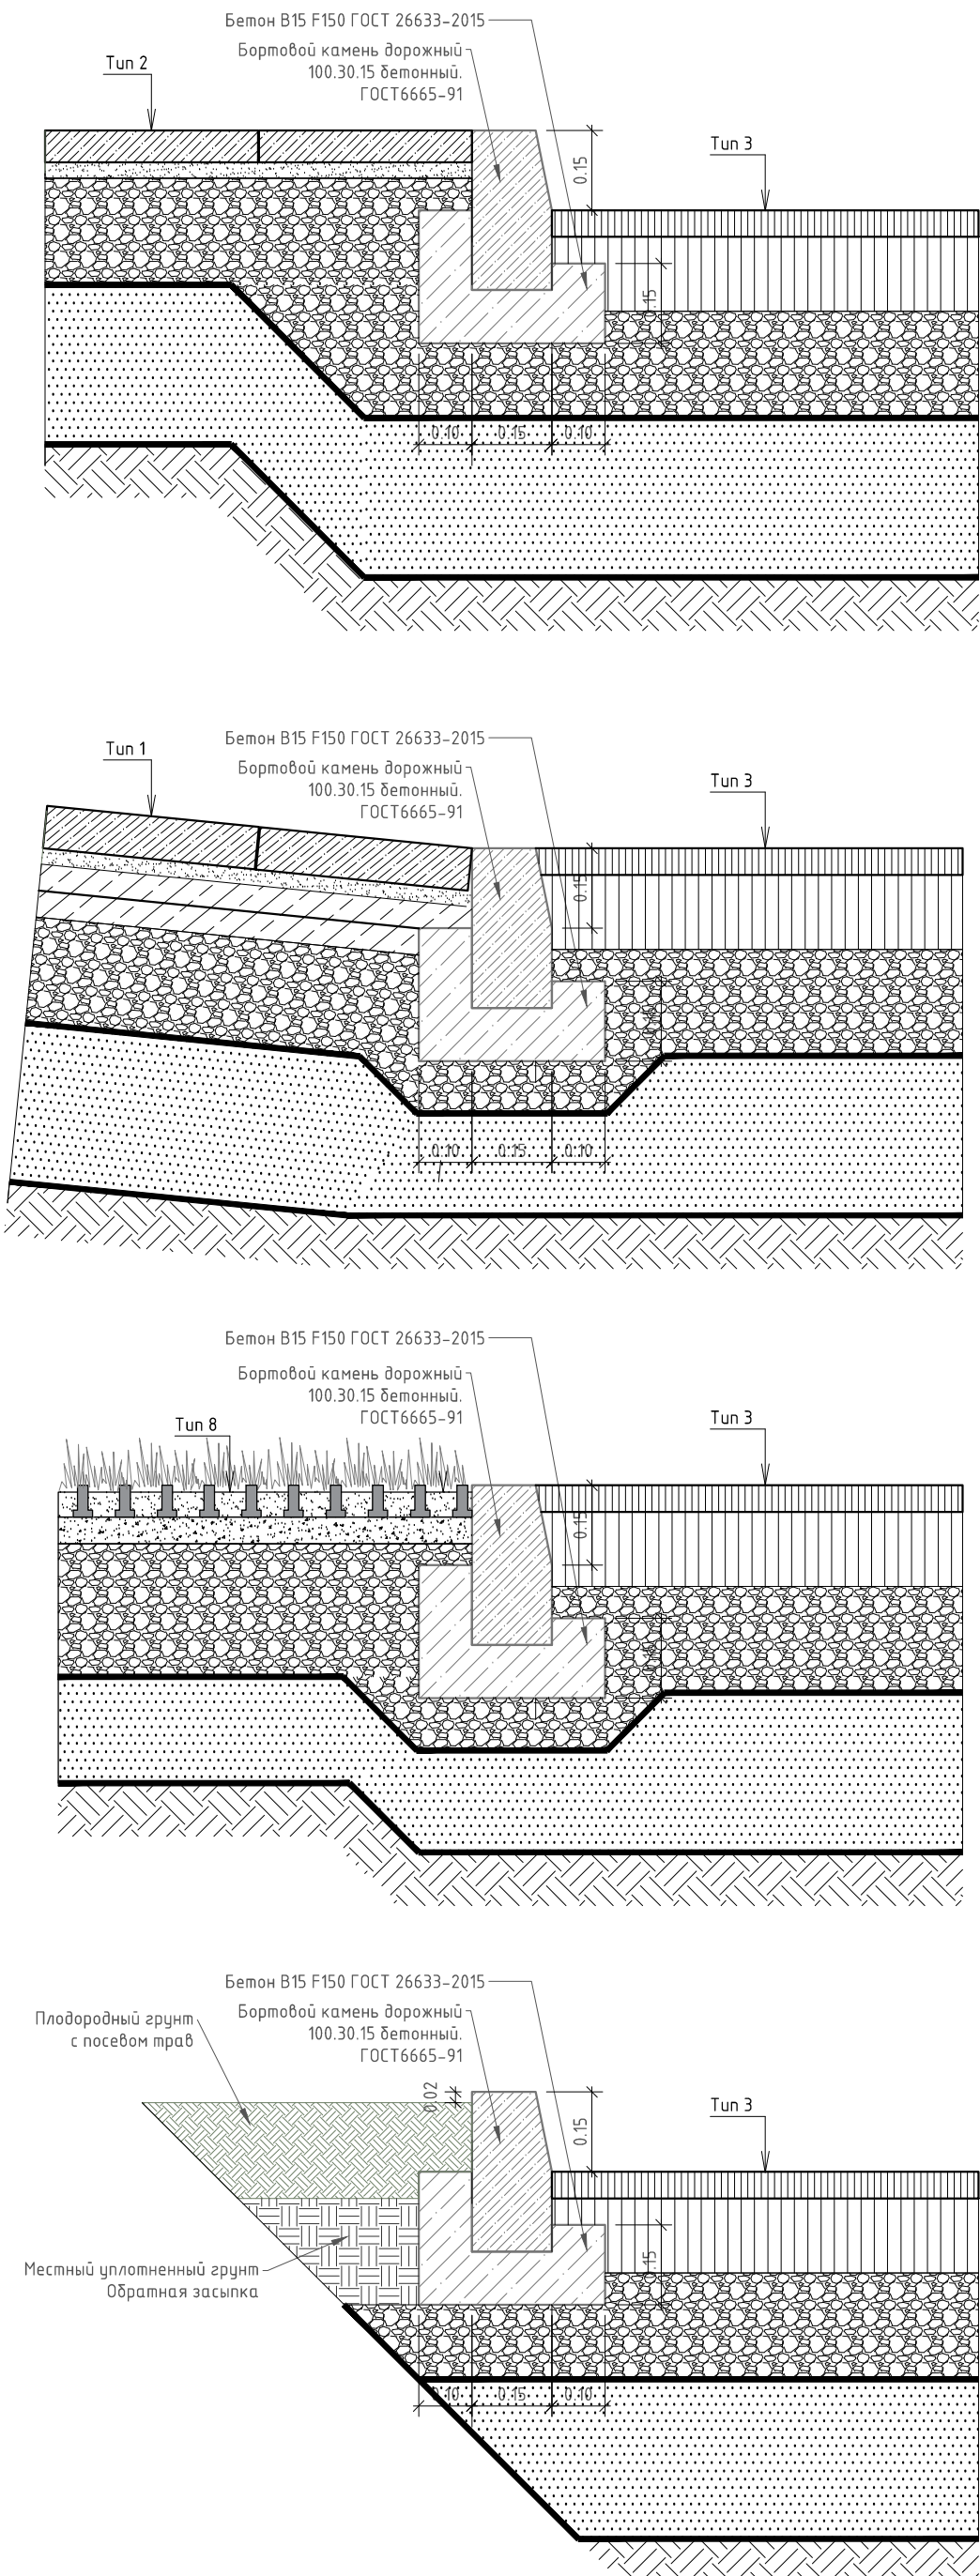 Бетон В15 F150 ГОСТ 26633-2015
Бортовой камень дорожный
100.30.15 бетонный.
ГОСТ6665-91
Тип 2
Тип 3
0.15
0.15
0.10
0.15
0.10
Бетон В15 F150 ГОСТ 26633-2015
Бортовой камень дорожный
100.30.15 бетонный.
ГОСТ6665-91
Тип 1
Тип 3
0.15
0.10
0.15
0.10
Бетон В15 F150 ГОСТ 26633-2015
Бортовой камень дорожный
100.30.15 бетонный.
ГОСТ6665-91
Тип 8
Тип 3
0.15
Бетон В15 F150 ГОСТ 26633-2015
Бортовой камень дорожный
100.30.15 бетонный.
ГОСТ6665-91
Плодородный грунт
с посевом трав
0.02
0.15
Тип 3
0.15
Местный уплотненный грунт
Обратная засыпка
0.10
0.15
0.10